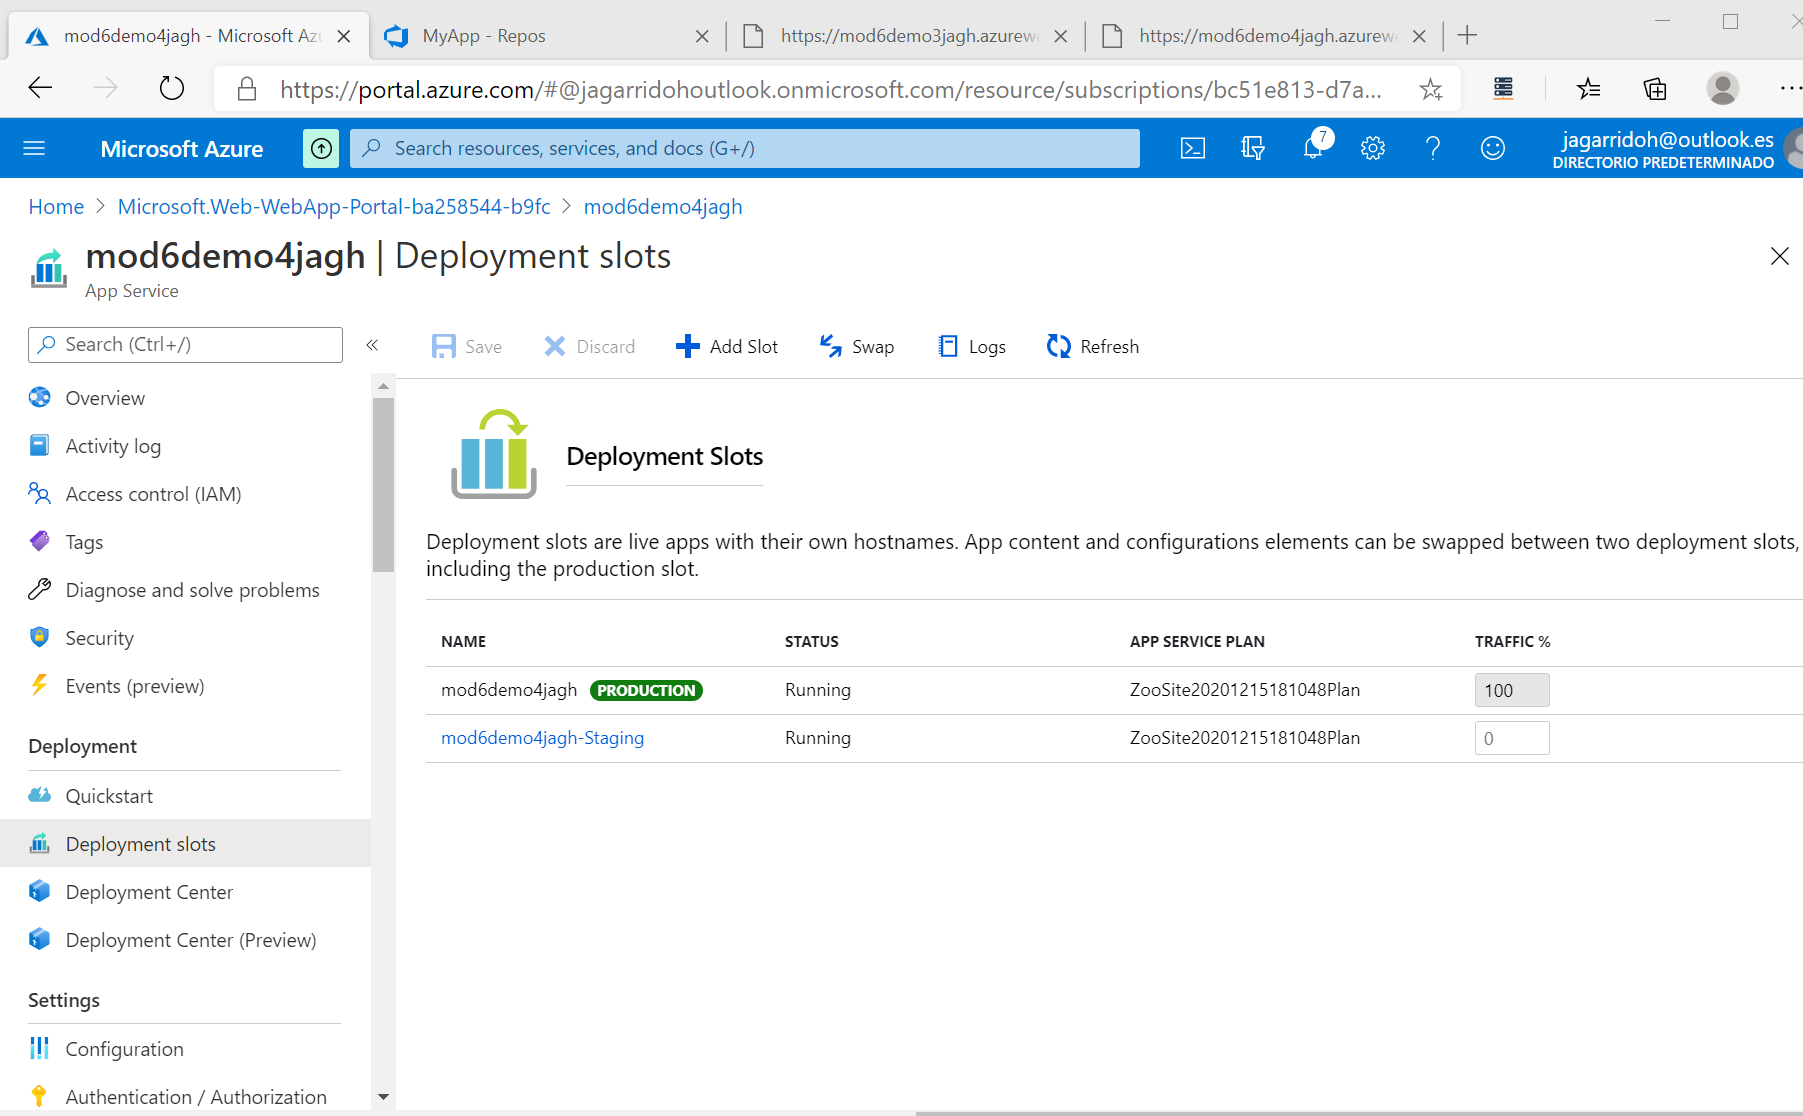 mod6demo4jagh - Microsoft Azu
MyApp - Repos
https://mod6demo3jagh.azurewe
https://mod6demo4jagh.azurewe
https://portal.azure.com/#@jagarridohoutlook.onmicrosoft.com/resource/subscriptions/bc51e813-d7a...
Microsoft Azure
Search resources, services, and docs (G+/)
7
jagarridoh@outlook.es
DIRECTORIO PREDETERMINADO
Home > Microsoft.Web-WebApp-Portal-ba258544-b9fc > mod6demo4jagh
mod6demo4jagh | Deployment slots
App Service
Search (Ctrl+/)
«
Overview
Activity log
Access control (IAM)
Tags
Diagnose and solve problems
Security
Events (preview)
Deployment
Quickstart
Deployment slots
Deployment Center
Deployment Center (Preview)
Settings
Configuration
Authentication / Authorization
Save
Discard
Add Slot
Swap
Logs
Refresh
Deployment Slots
Deployment slots are live apps with their own hostnames. App content and configurations elements can be swapped between two deployment slots,
including the production slot.
NAME STATUS APP SERVICE PLAN TRAFFIC %
mod6demo4jagh PRODUCTION Running ZooSite20201215181048Plan 100
mod6demo4jagh-Staging Running ZooSite20201215181048Plan 0